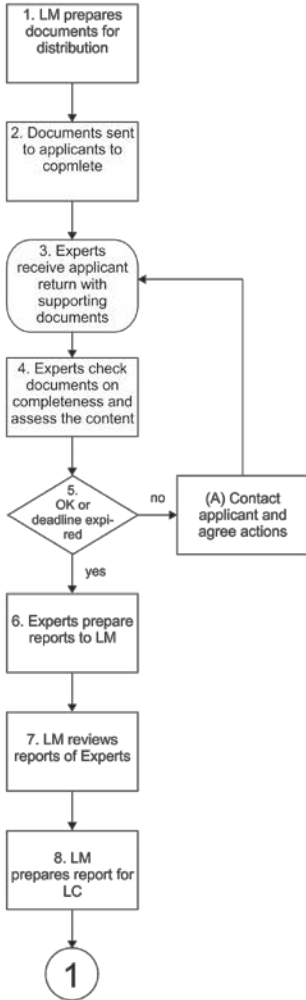 1. LM prepares
documents for
distribution
2. Documents sent
to applicants to
copmlete
3. Experts
receive applicant
return with
supporting
documents
4. Experts check
documents on
completeness and
assess the content
5.
OK or
deadline expi-
red
no
(A) Contact
applicant and
agree actions
yes
6. Experts prepare
reports to LM
7. LM reviews
reports of Experts
8. LM
prepares report for
LC
1